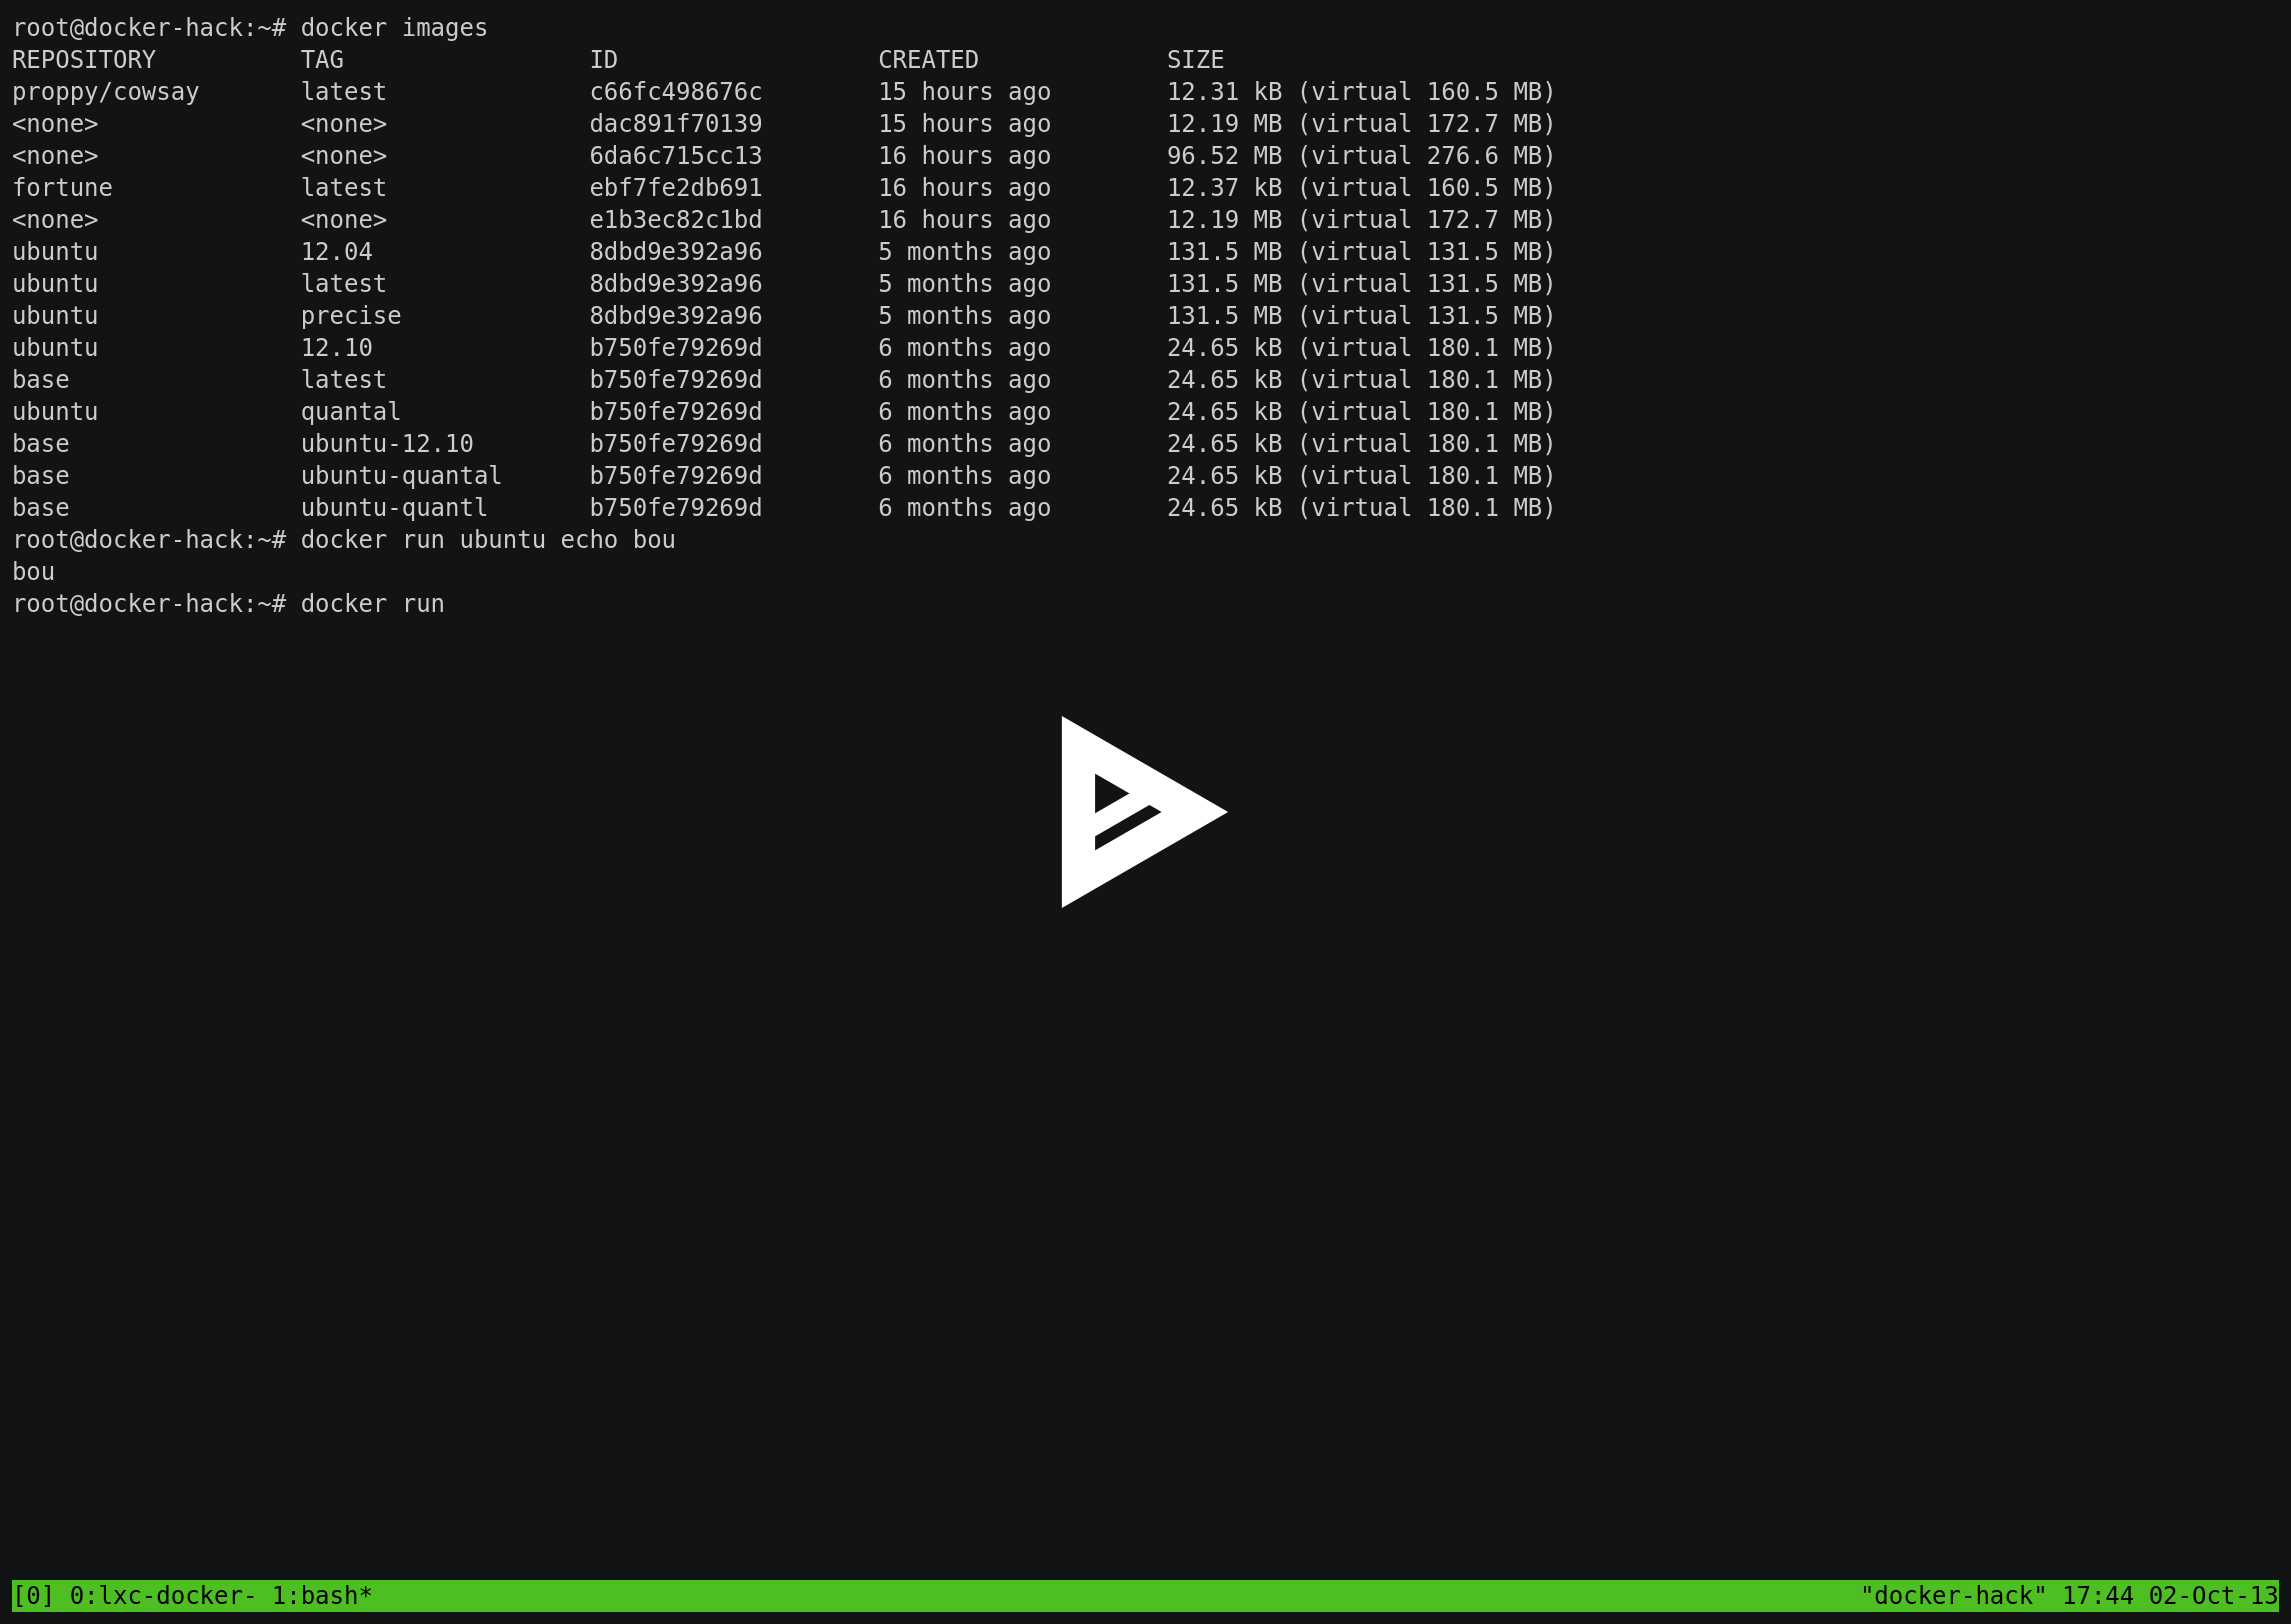 root@docker-hack:~# docker images
REPOSITORY          TAG                 ID                  CREATED             SIZE
proppy/cowsay       latest              c66fc498676c        15 hours ago        12.31 kB (virtual 160.5 MB)
<none>              <none>              dac891f70139        15 hours ago        12.19 MB (virtual 172.7 MB)
<none>              <none>              6da6c715cc13        16 hours ago        96.52 MB (virtual 276.6 MB)
fortune             latest              ebf7fe2db691        16 hours ago        12.37 kB (virtual 160.5 MB)
<none>              <none>              e1b3ec82c1bd        16 hours ago        12.19 MB (virtual 172.7 MB)
ubuntu              12.04               8dbd9e392a96        5 months ago        131.5 MB (virtual 131.5 MB)
ubuntu              latest              8dbd9e392a96        5 months ago        131.5 MB (virtual 131.5 MB)
ubuntu              precise             8dbd9e392a96        5 months ago        131.5 MB (virtual 131.5 MB)
ubuntu              12.10               b750fe79269d        6 months ago        24.65 kB (virtual 180.1 MB)
base                latest              b750fe79269d        6 months ago        24.65 kB (virtual 180.1 MB)
ubuntu              quantal             b750fe79269d        6 months ago        24.65 kB (virtual 180.1 MB)
base                ubuntu-12.10        b750fe79269d        6 months ago        24.65 kB (virtual 180.1 MB)
base                ubuntu-quantal      b750fe79269d        6 months ago        24.65 kB (virtual 180.1 MB)
base                ubuntu-quantl       b750fe79269d        6 months ago        24.65 kB (virtual 180.1 MB)
root@docker-hack:~# docker run ubuntu echo bou
bou
root@docker-hack:~# docker run
[0] 0:lxc-docker- 1:bash* "docker-hack" 17:44 02-Oct-13